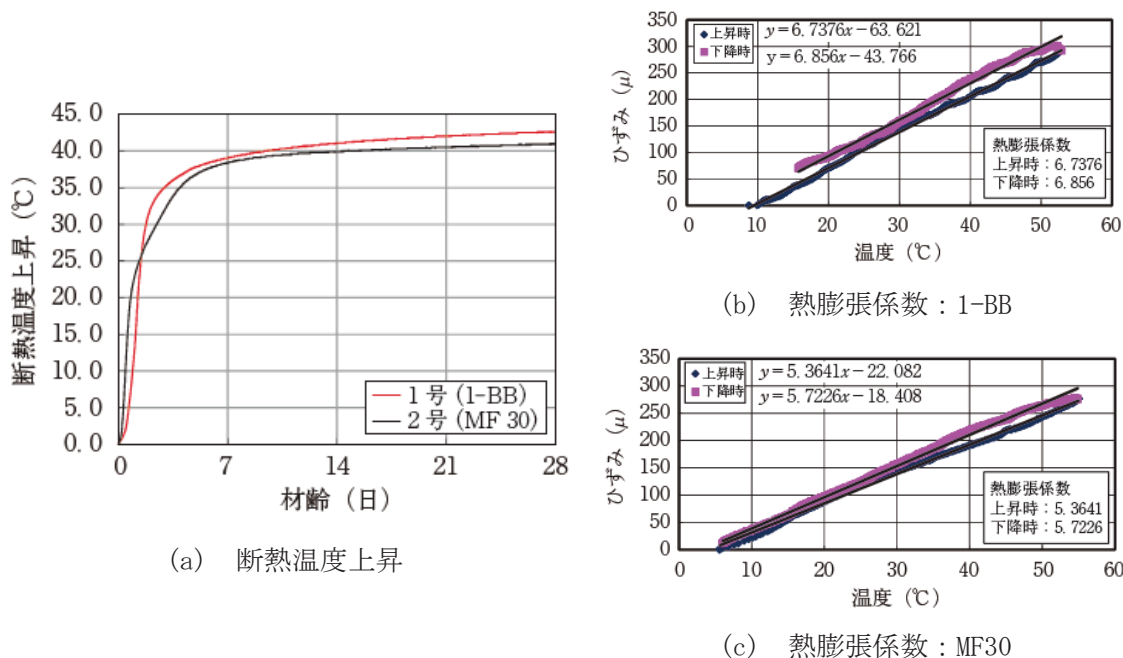 断熱温度上昇（℃）
45.0
40.0
35.0
30.0
25.0
20.0
15.0
10.0
5.0
0.0
1号(1-BB)
2号(MF 30)
0 7 14 21 28
材齢（日）
(a) 断熱温度上昇
ひずみ（μ）
350
300
250
200
150
100
50
0
上昇時 y＝6.7376x－63.621
下降時 y＝6.856x－43.766
熱膨張係数
上昇時：6.7376
下降時：6.856
0 10 20 30 40 50 60
温度（℃）
(b) 熱膨張係数：1-BB
ひずみ（μ）
350
300
250
200
150
100
50
0
上昇時 y＝5.3641x－22.082
下降時 y＝5.7226x－18.408
熱膨張係数
上昇時：5.3641
下降時：5.7226
0 10 20 30 40 50 60
温度（℃）
(c) 熱膨張係数：MF30